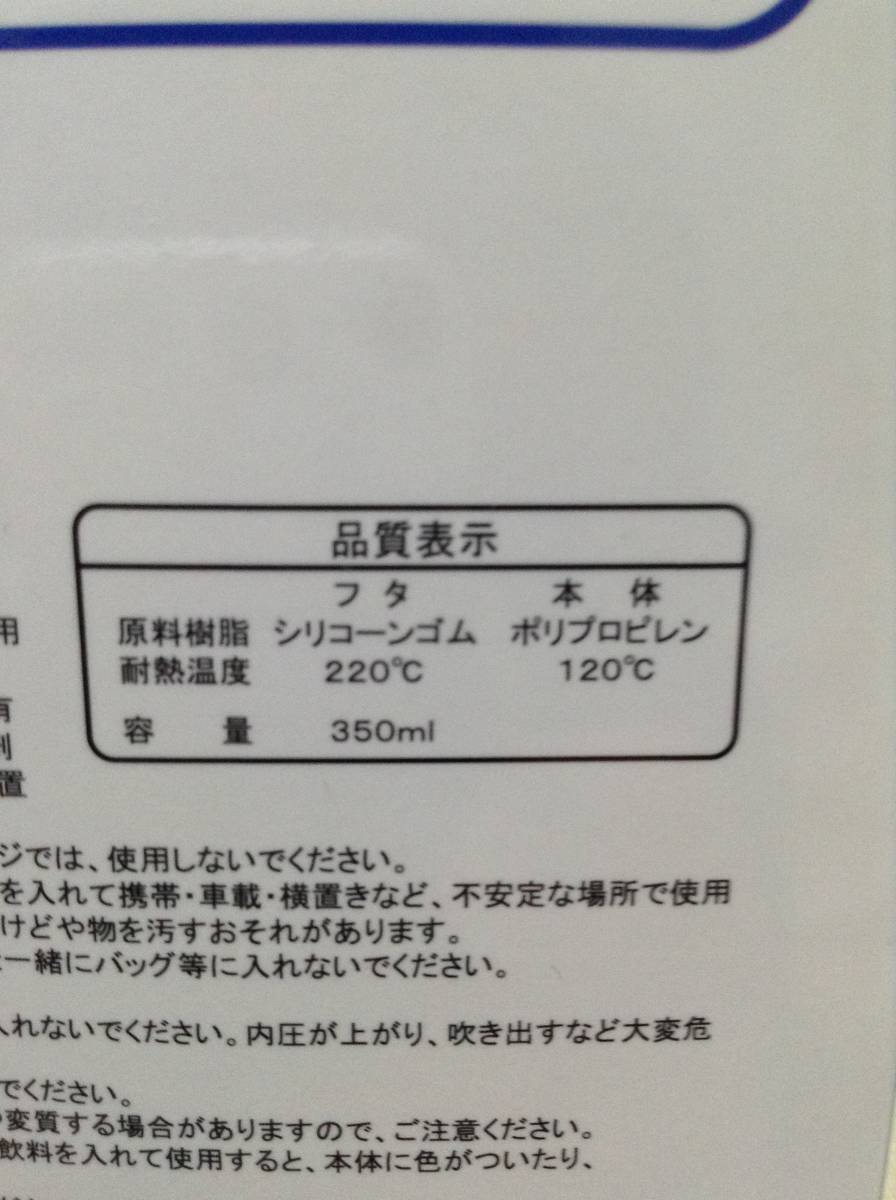 品質表示
フタ 本体
原料樹脂 シリコーンゴム ポリプロピレン
耐熱温度 220℃ 120℃
容量 350ml
用
有
剤
置
ジでは、使用しないでください。
を入れて携帯・車載・横置きなど、不安定な場所で使用
けどや物を汚すおそれがあります。
一緒にバッグ等に入れないでください。
入れないでください。内圧が上がり、吹き出すなど大変危
でください。
変質する場合がありますので、ご注意ください。
飲料を入れて使用すると、本体に色がついたり、